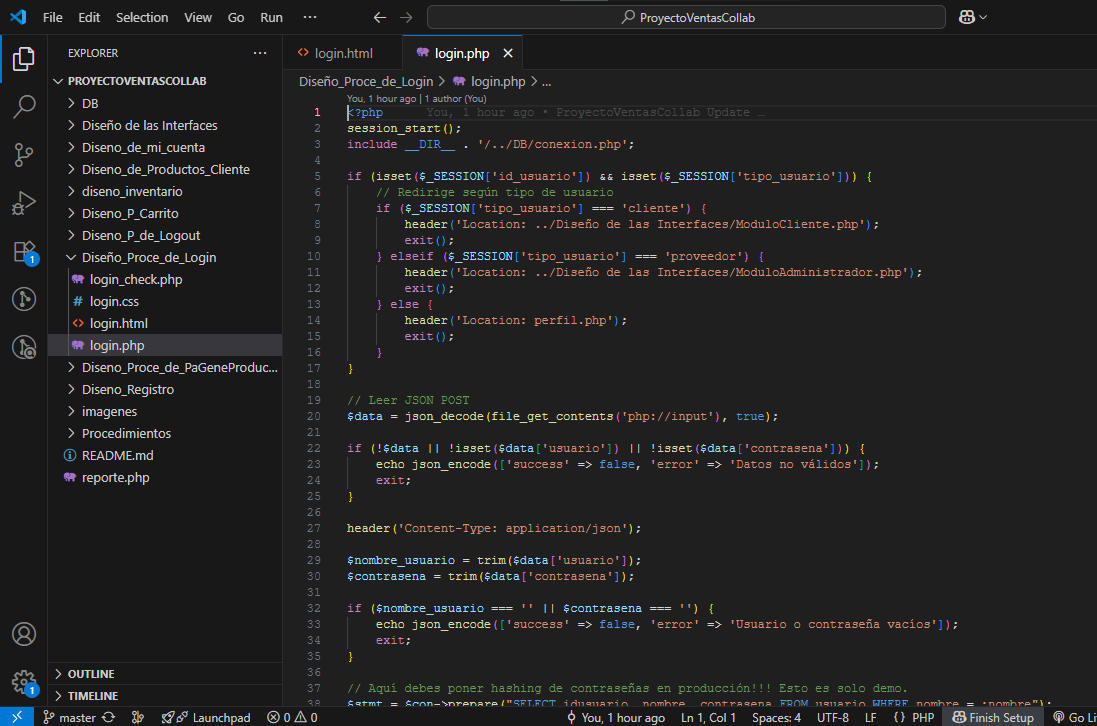 File Edit Selection View Go Run ··· ProyectoVentasCollab
EXPLORER ···
PROYECTOVENTASCOLLAB
DB
Diseño de las Interfaces
Diseno_de_mi_cuenta
Diseno_de_Productos_Cliente
diseno_inventario
Diseno_P_Carrito
Diseno_P_de_Logout
Diseño_Proce_de_Login
login_check.php
# login.css
<> login.html
login.php
Diseno_Proce_de_PaGeneProduc...
Diseno_Registro
imagenes
Procedimientos
README.md
reporte.php
OUTLINE
TIMELINE
1
1
<> login.html login.php ×
Diseño_Proce_de_Login > login.php > ...
You, 1 hour ago | 1 author (You)
1 <?php You, 1 hour ago • ProyectoVentasCollab Update …
2 session_start();
3 include __DIR__ . '/../DB/conexion.php';
4
5 if (isset($_SESSION['id_usuario']) && isset($_SESSION['tipo_usuario'])) {
6 // Redirige según tipo de usuario
7 if ($_SESSION['tipo_usuario'] === 'cliente') {
8 header('Location: ../Diseño de las Interfaces/ModuloCliente.php');
9 exit();
10 } elseif ($_SESSION['tipo_usuario'] === 'proveedor') {
11 header('Location: ../Diseño de las Interfaces/ModuloAdministrador.php');
12 exit();
13 } else {
14 header('Location: perfil.php');
15 exit();
16 }
17 }
18
19 // Leer JSON POST
20 $data = json_decode(file_get_contents('php://input'), true);
21
22 if (!$data || !isset($data['usuario']) || !isset($data['contrasena'])) {
23 echo json_encode(['success' => false, 'error' => 'Datos no válidos']);
24 exit;
25 }
26
27 header('Content-Type: application/json');
28
29 $nombre_usuario = trim($data['usuario']);
30 $contrasena = trim($data['contrasena']);
31
32 if ($nombre_usuario === '' || $contrasena === '') {
33 echo json_encode(['success' => false, 'error' => 'Usuario o contraseña vacíos']);
34 exit;
35 }
36
37 // Aquí debes poner hashing de contraseñas en producción!!! Esto es solo demo.
38 $stmt = $con->prepare("SELECT idusuario, nombre, contrasena FROM usuario WHERE nombre = :nombre");
master Launchpad 0 0 You, 1 hour ago Ln 1, Col 1 Spaces: 4 UTF-8 LF {} PHP Finish Setup Go Li